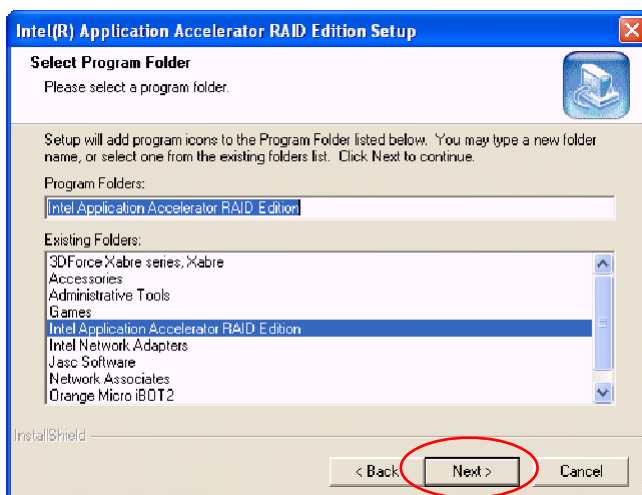 Intel(R) Application Accelerator RAID Edition Setup
Select Program Folder
Please select a program folder.
Setup will add program icons to the Program Folder listed below. You may type a new folder
name, or select one from the existing folders list. Click Next to continue.
Program Folders:
Intel Application Accelerator RAID Edition
Existing Folders:
3DForce Xabre series, Xabre
Accessories
Administrative Tools
Games
Intel Application Accelerator RAID Edition
Intel Network Adapters
Jasc Software
Network Associates
Orange Micro iBOT2
InstallShield
< Back
Next >
Cancel